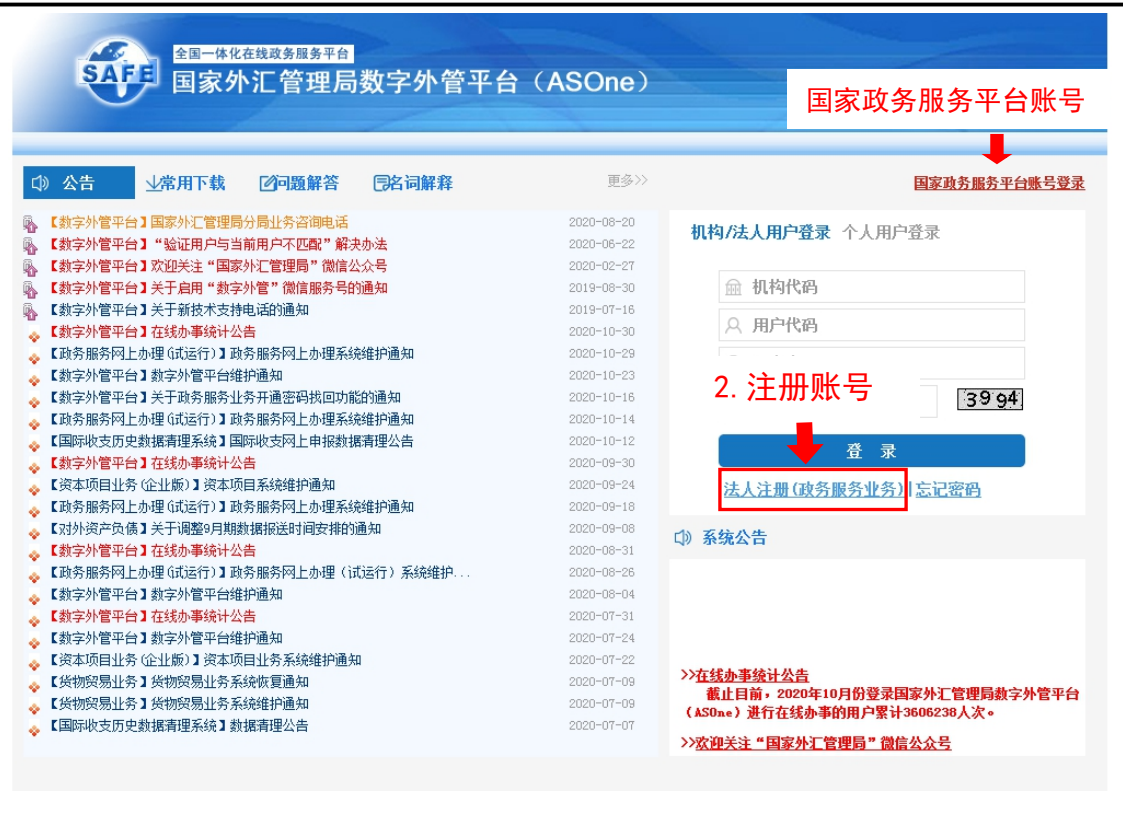 SAFE
全国一体化在线政务服务平台
国家外汇管理局数字外管平台（ASOne）
国家政务服务平台账号
公告
常用下载
问题解答
名词解释
更多>>
国家政务服务平台账号登录
【数字外管平台】国家外汇管理局分局业务咨询电话 2020-08-20
【数字外管平台】“验证用户与当前用户不匹配”解决办法 2020-06-22
【数字外管平台】欢迎关注“国家外汇管理局”微信公众号 2020-02-27
【数字外管平台】关于启用“数字外管”微信服务号的通知 2019-08-30
【数字外管平台】关于新技术支持电话的通知 2019-07-16
【数字外管平台】在线办事统计公告 2020-10-30
【政务服务网上办理(试运行)】政务服务网上办理系统维护通知 2020-10-29
【数字外管平台】数字外管平台维护通知 2020-10-23
【数字外管平台】关于政务服务业务开通密码找回功能的通知 2020-10-16
【政务服务网上办理(试运行)】政务服务网上办理系统维护通知 2020-10-14
【国际收支历史数据清理系统】国际收支网上申报数据清理公告 2020-10-12
【数字外管平台】在线办事统计公告 2020-09-30
【资本项目业务(企业版)】资本项目系统维护通知 2020-09-24
【政务服务网上办理(试运行)】政务服务网上办理系统维护通知 2020-09-18
【对外资产负债】关于调整9月期数据报送时间安排的通知 2020-09-08
【数字外管平台】在线办事统计公告 2020-08-31
【政务服务网上办理(试运行)】政务服务网上办理（试运行）系统维护... 2020-08-26
【数字外管平台】数字外管平台维护通知 2020-08-04
【数字外管平台】在线办事统计公告 2020-07-31
【数字外管平台】数字外管平台维护通知 2020-07-24
【资本项目业务(企业版)】资本项目业务系统维护通知 2020-07-22
【货物贸易业务】货物贸易业务系统恢复通知 2020-07-09
【货物贸易业务】货物贸易业务系统维护通知 2020-07-09
【国际收支历史数据清理系统】数据清理公告 2020-07-07
机构/法人用户登录 个人用户登录
机构代码
用户代码
2. 注册账号
3994
登 录
法人注册(政务服务业务)|忘记密码
系统公告
>>在线办事统计公告
截止目前，2020年10月份登录国家外汇管理局数字外管平台
（ASOne）进行在线办事的用户累计3606238人次。
>>欢迎关注“国家外汇管理局”微信公众号